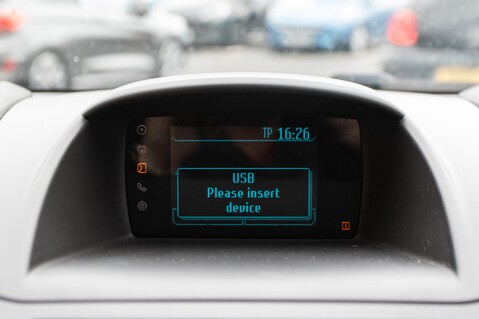 TP 16:26
USB
Please insert
device